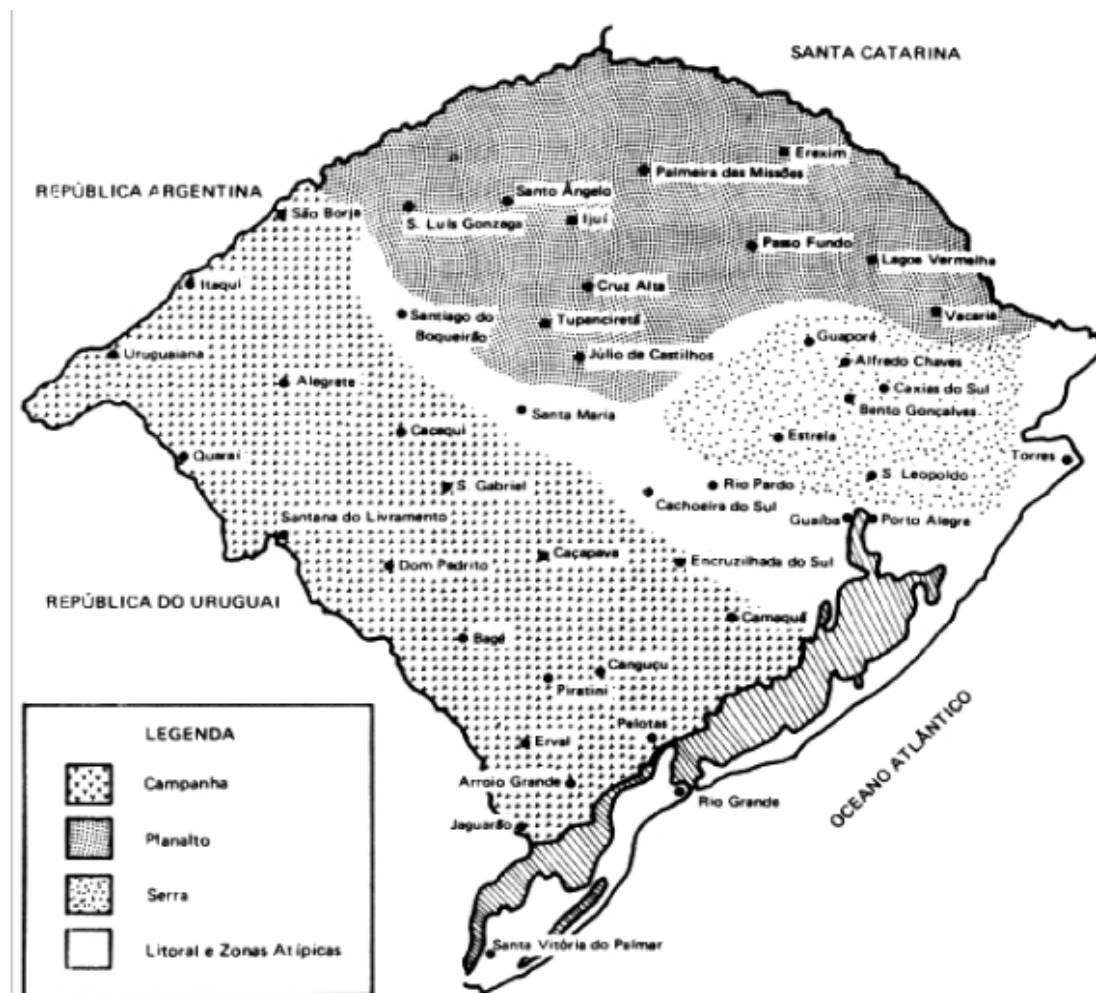 SANTA CATARINA
Erexim
Palmeira das Missões
REPÚBLICA ARGENTINA
Santo Ângelo
São Borja
S. Luís Gonzaga
Ijuí
Passo Fundo
Lagoe Vermelha
Itaqui
Cruz Alta
Santiago do
Boqueirão
Tupanciretã
Vacaria
Guaporé
Uruguaiana
Júlio de Castilhos
Alfredo Chaves
Alegrete
Caxias do Sul
Bento Gonçalves
Santa Maria
Cacequi
Estrela
Quaraí
Torres
S. Gabriel
Rio Pardo
S. Leopoldo
Cachoeira do Sul
Santana do Livramento
Guaíba
Porto Alegre
Caçapava
Dom Pedrito
Encruzilhada do Sul
REPÚBLICA DO URUGUAI
Camaquã
Bagé
Canguçu
Piratini
OCEANO ATLÂNTICO
LEGENDA
Pelotas
Erval
Campanha
Arroio Grande
Rio Grande
Jaguarão
Planalto
Serra
Litoral e Zonas Atípicas
Santa Vitória do Palmar